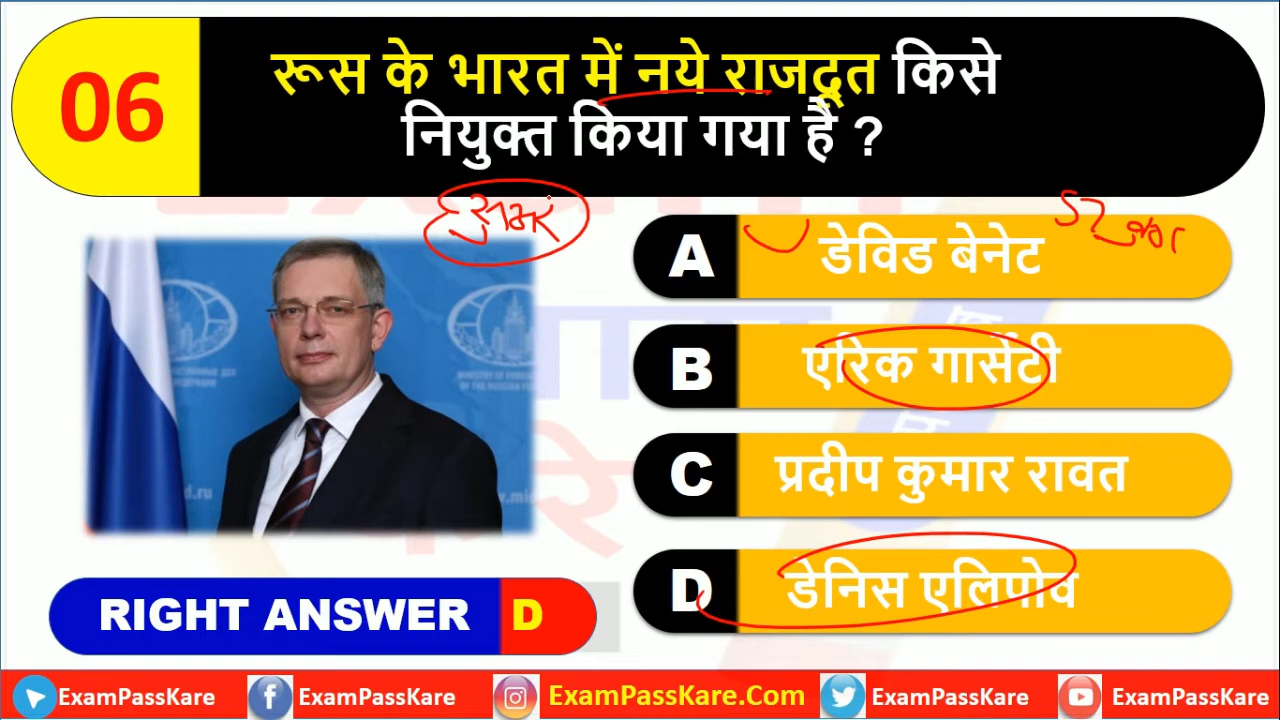 06
रूस के भारत में नये राजदूत किसे
नियुक्त किया गया है ?
A डेविड बेनेट
B एरिक गार्सेटी
C प्रदीप कुमार रावत
D डेनिस एलिपोव
RIGHT ANSWER D
ExamPassKare ExamPassKare ExamPassKare.Com ExamPassKare ExamPassKare